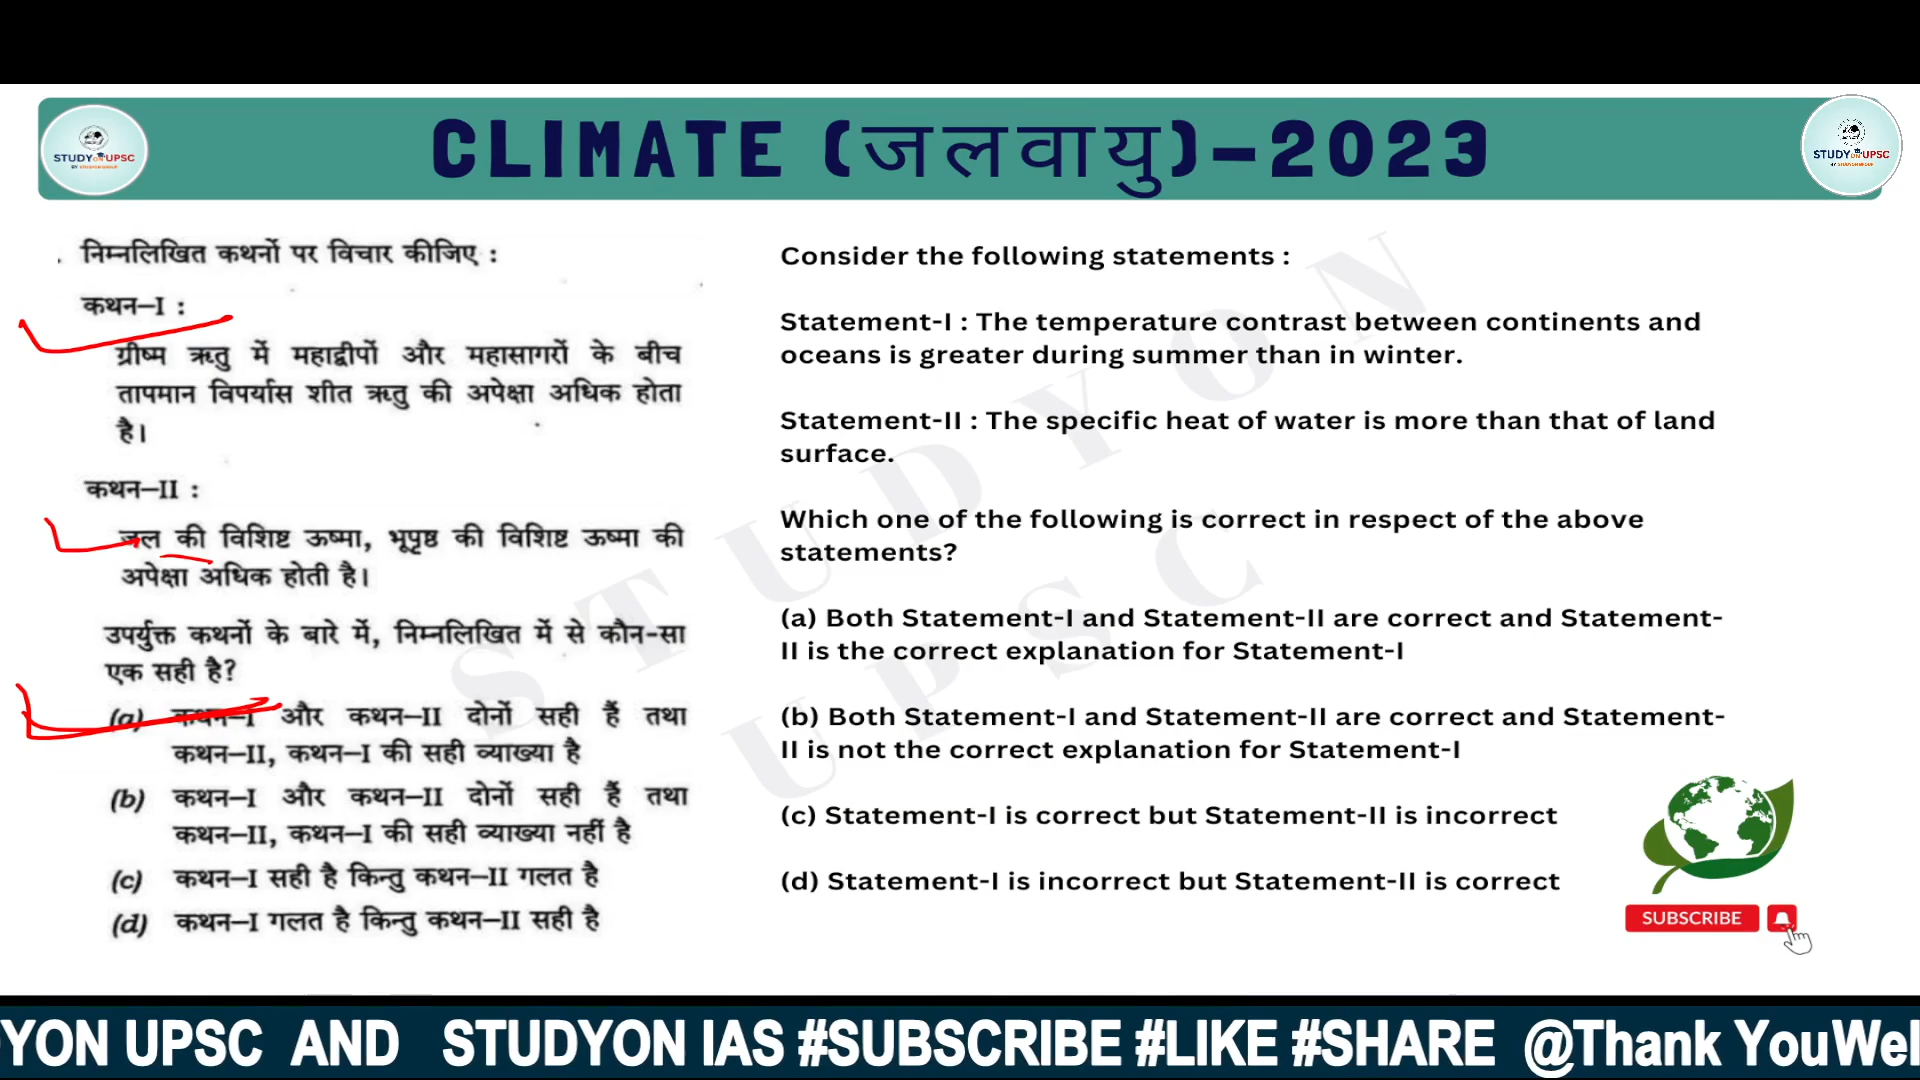 CLIMATE (जलवायु)-2023
STUDY ON UPSC
BY STUDYON GROUP
STUDY ON UPSC
BY STUDYON GROUP
निम्नलिखित कथनों पर विचार कीजिए :
कथन–I :
ग्रीष्म ऋतु में महाद्वीपों और महासागरों के बीच
तापमान विपर्यास शीत ऋतु की अपेक्षा अधिक होता
है।
कथन–II :
जल की विशिष्ट ऊष्मा, भूपृष्ठ की विशिष्ट ऊष्मा की
अपेक्षा अधिक होती है।
उपर्युक्त कथनों के बारे में, निम्नलिखित में से कौन-सा
एक सही है?
(a) कथन–I और कथन–II दोनों सही हैं तथा
कथन–II, कथन–I की सही व्याख्या है
(b) कथन–I और कथन–II दोनों सही हैं तथा
कथन–II, कथन–I की सही व्याख्या नहीं है
(c) कथन–I सही है किन्तु कथन–II गलत है
(d) कथन–I गलत है किन्तु कथन–II सही है
Consider the following statements :
Statement-I : The temperature contrast between continents and
oceans is greater during summer than in winter.
Statement-II : The specific heat of water is more than that of land
surface.
Which one of the following is correct in respect of the above
statements?
(a) Both Statement-I and Statement-II are correct and Statement-
II is the correct explanation for Statement-I
(b) Both Statement-I and Statement-II are correct and Statement-
II is not the correct explanation for Statement-I
(c) Statement-I is correct but Statement-II is incorrect
(d) Statement-I is incorrect but Statement-II is correct
STUDYON
UPSC
SUBSCRIBE
DYON UPSC AND STUDYON IAS #SUBSCRIBE #LIKE #SHARE @Thank YouWel